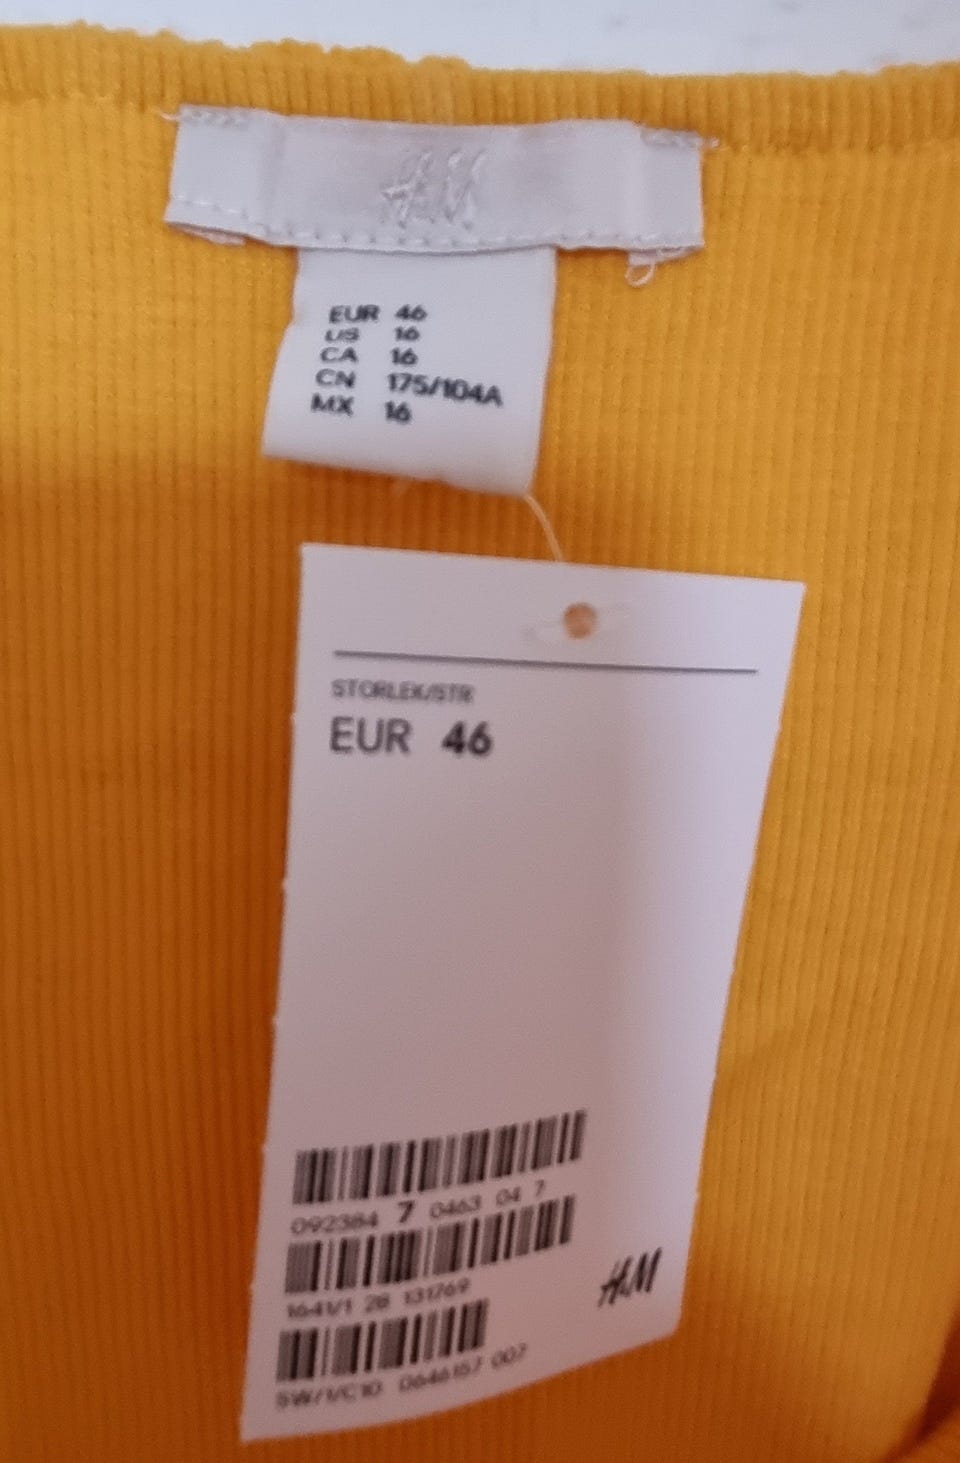 H&M
EUR 46
US 16
CA 16
CN 175/104A
MX 16
STORLEK/STR
EUR 46
092384 7 0463 04 7
1641/1 28 131769
SW/1/C10 0646157 007
H&M